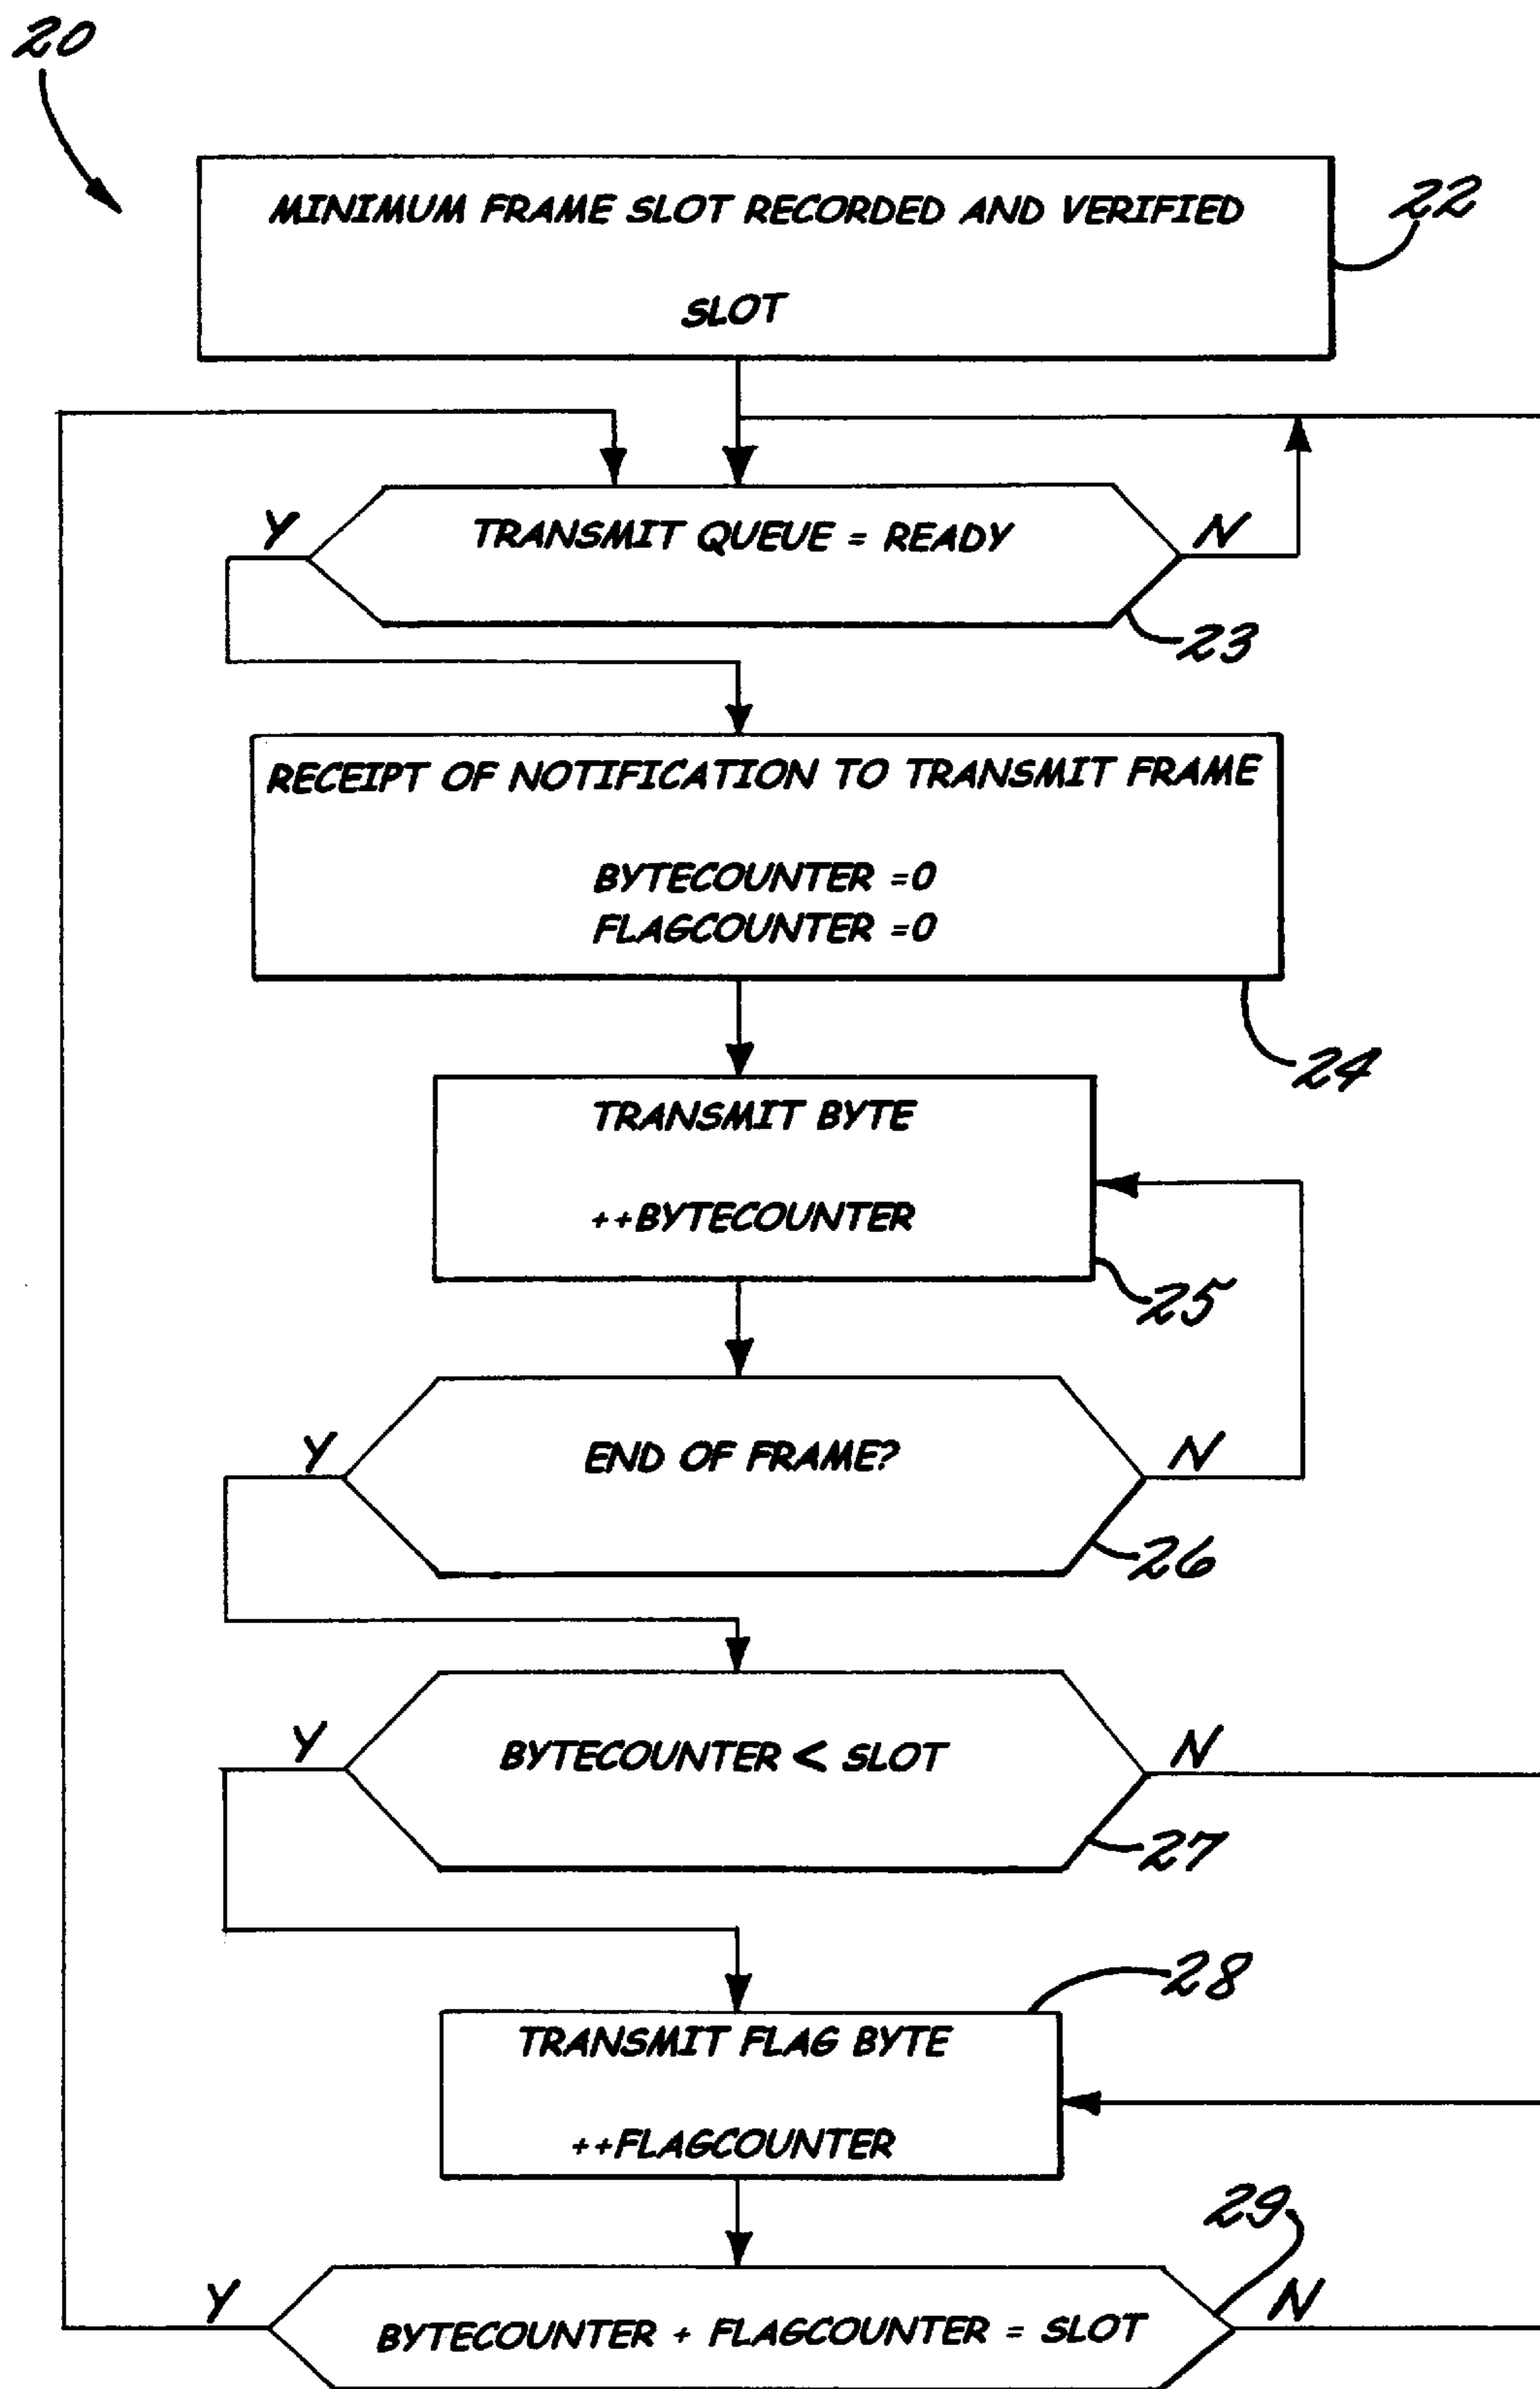 20
MINIMUM FRAME SLOT RECORDED AND VERIFIED
SLOT
22
Y
TRANSMIT QUEUE = READY
N
23
RECEIPT OF NOTIFICATION TO TRANSMIT FRAME
BYTECOUNTER =0
FLAGCOUNTER =0
24
TRANSMIT BYTE
++BYTECOUNTER
25
Y
END OF FRAME?
N
26
Y
BYTECOUNTER < SLOT
N
27
28
TRANSMIT FLAG BYTE
++FLAGCOUNTER
29
Y
BYTECOUNTER + FLAGCOUNTER = SLOT
N